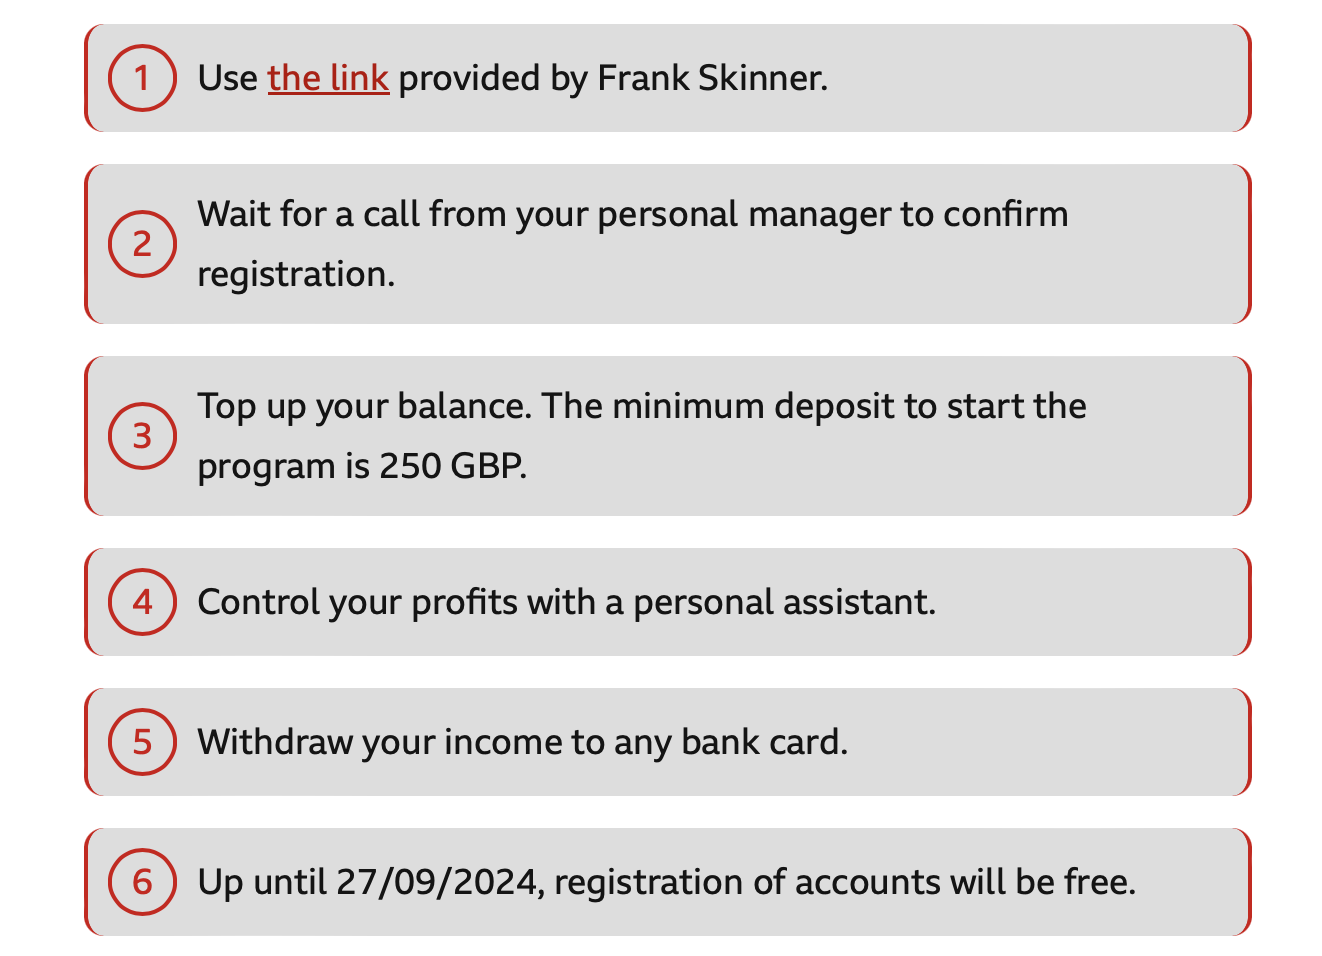 1 Use the link provided by Frank Skinner.
2 Wait for a call from your personal manager to confirm
registration.
3 Top up your balance. The minimum deposit to start the
program is 250 GBP.
4 Control your profits with a personal assistant.
5 Withdraw your income to any bank card.
6 Up until 27/09/2024, registration of accounts will be free.